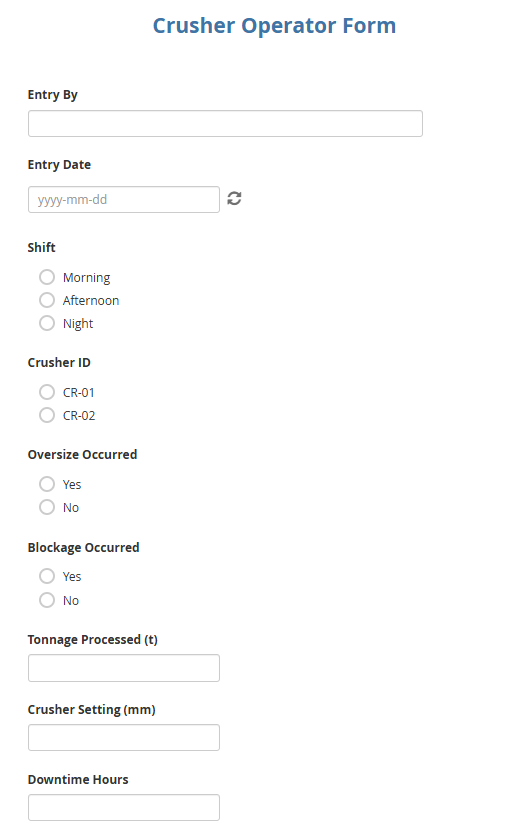 Crusher Operator Form
Entry By
Entry Date
yyyy-mm-dd
Shift
Morning
Afternoon
Night
Crusher ID
CR-01
CR-02
Oversize Occurred
Yes
No
Blockage Occurred
Yes
No
Tonnage Processed (t)
Crusher Setting (mm)
Downtime Hours